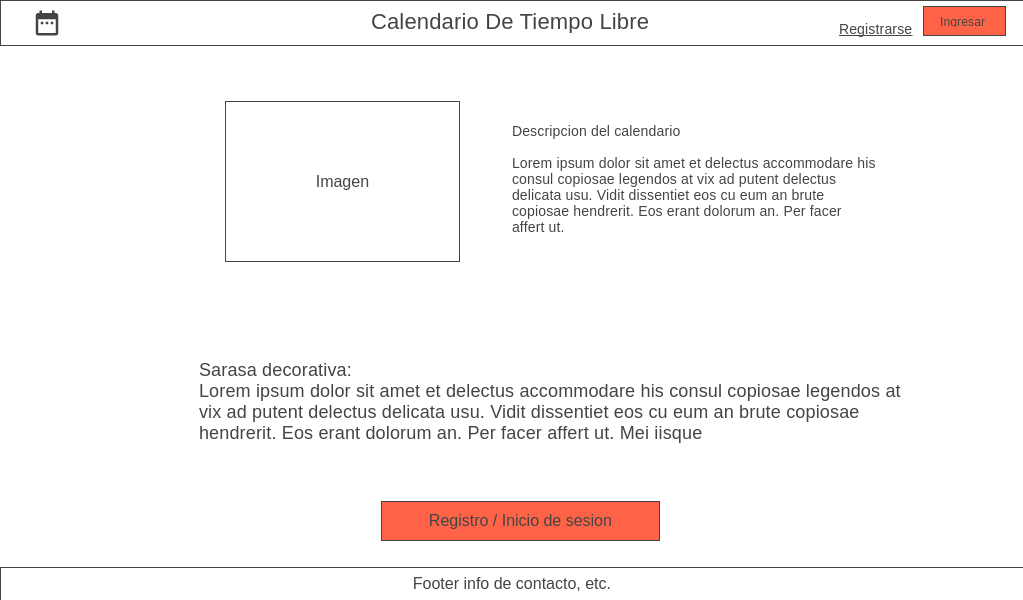 Calendario De Tiempo Libre
Registrarse
Ingresar
Imagen
Descripcion del calendario
Lorem ipsum dolor sit amet et delectus accommodare his
consul copiosae legendos at vix ad putent delectus
delicata usu. Vidit dissentiet eos cu eum an brute
copiosae hendrerit. Eos erant dolorum an. Per facer
affert ut.
Sarasa decorativa:
Lorem ipsum dolor sit amet et delectus accommodare his consul copiosae legendos at
vix ad putent delectus delicata usu. Vidit dissentiet eos cu eum an brute copiosae
hendrerit. Eos erant dolorum an. Per facer affert ut. Mei iisque
Registro / Inicio de sesion
Footer info de contacto, etc.